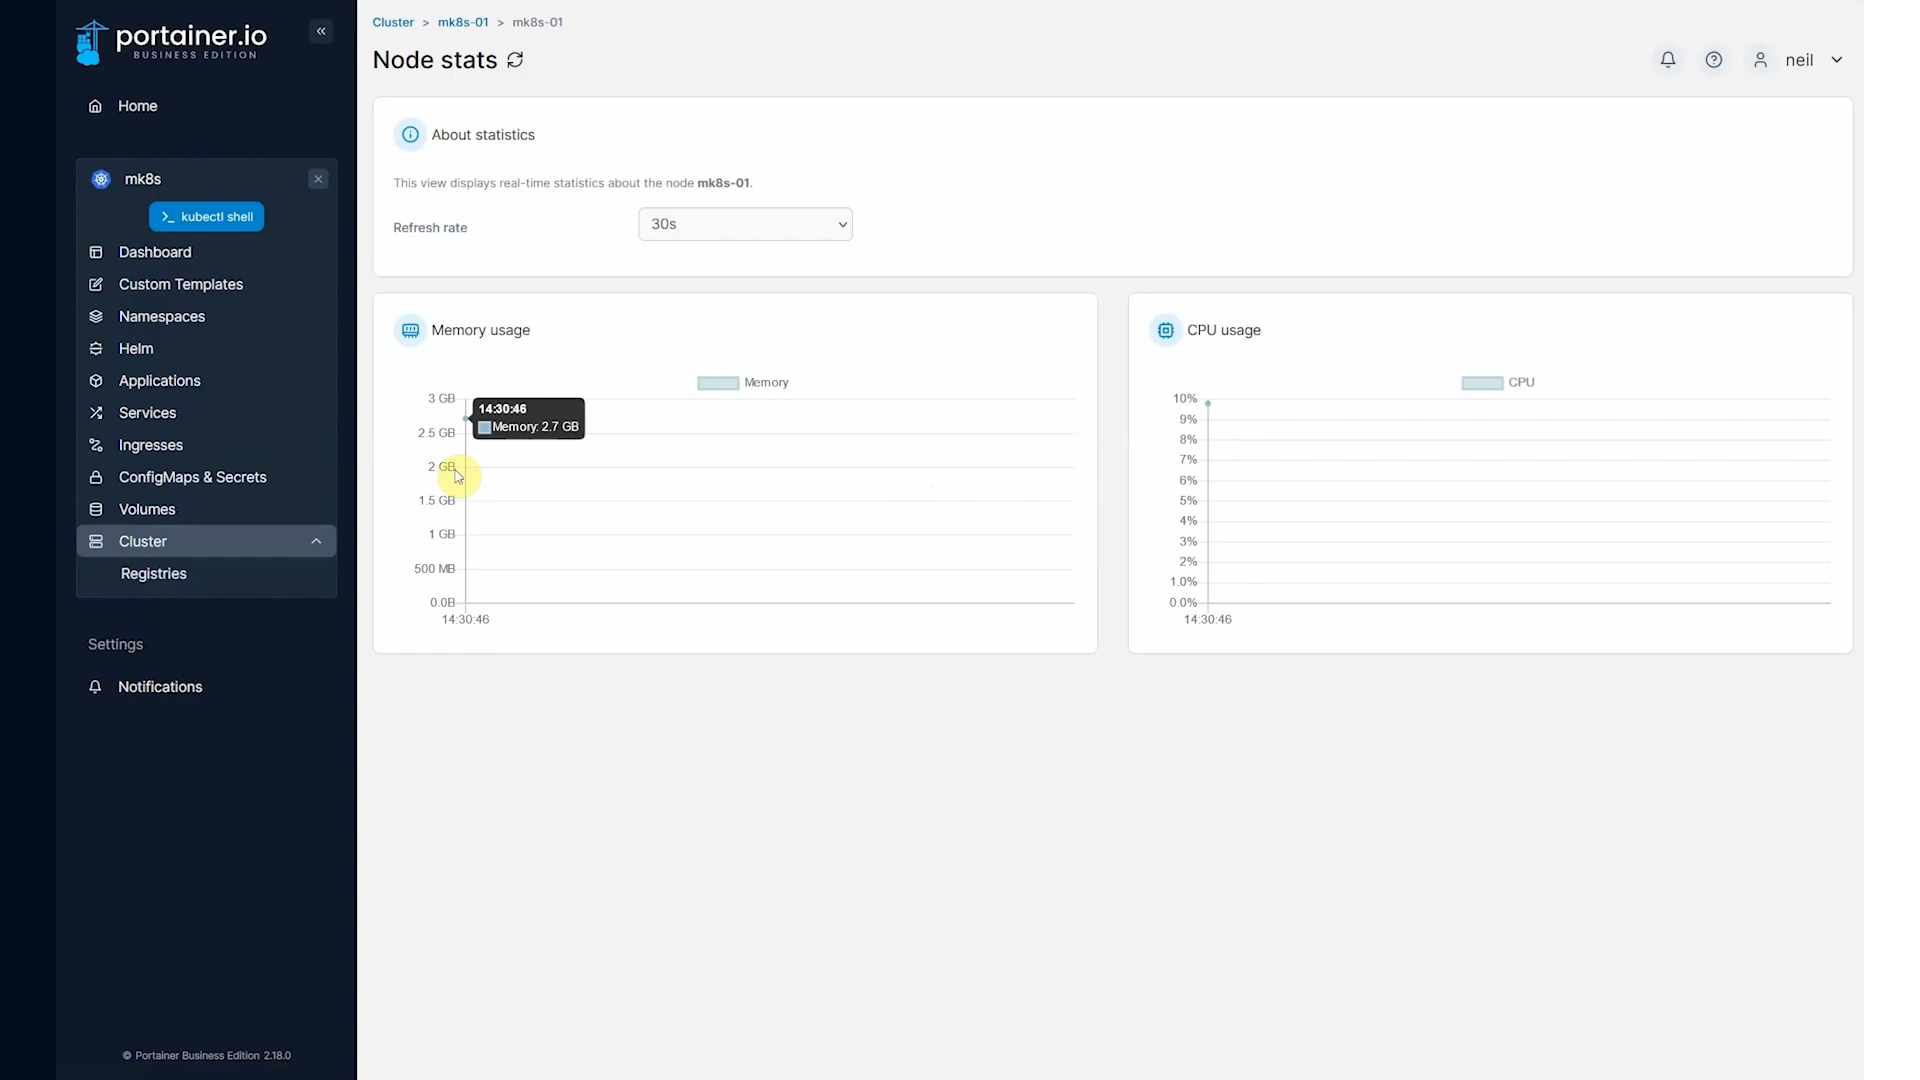 portainer.io
BUSINESS EDITION
Home
mk8s
kubectl shell
Dashboard
Custom Templates
Namespaces
Helm
Applications
Services
Ingresses
ConfigMaps & Secrets
Volumes
Cluster
Registries
Settings
Notifications
© Portainer Business Edition 2.18.0
Cluster > mk8s-01 > mk8s-01
Node stats
neil
About statistics
This view displays real-time statistics about the node mk8s-01.
Refresh rate
30s
Memory usage
Memory
3 GB
2.5 GB
2 GB
1.5 GB
1 GB
500 MB
0.0B
14:30:46
14:30:46
Memory: 2.7 GB
CPU usage
CPU
10%
9%
8%
7%
6%
5%
4%
3%
2%
1.0%
0.0%
14:30:46